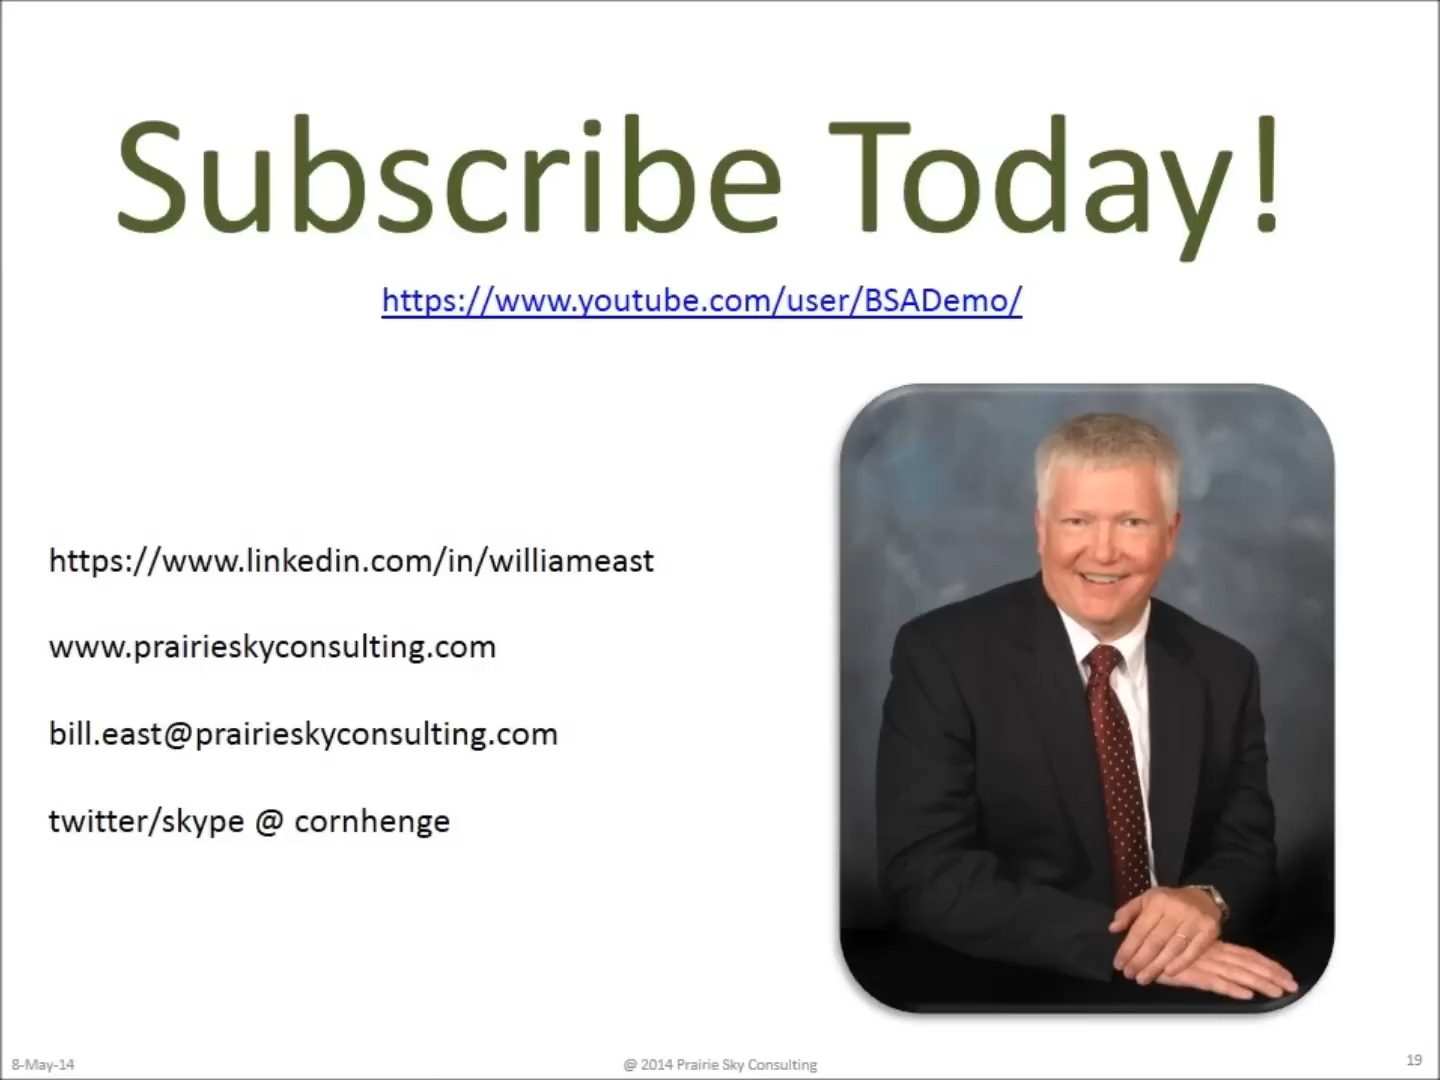 Subscribe Today!
https://www.youtube.com/user/BSADemo/
https://www.linkedin.com/in/williameast
www.prairieskyconsulting.com
bill.east@prairieskyconsulting.com
twitter/skype @ cornhenge
8-May-14
@ 2014 Prairie Sky Consulting
19